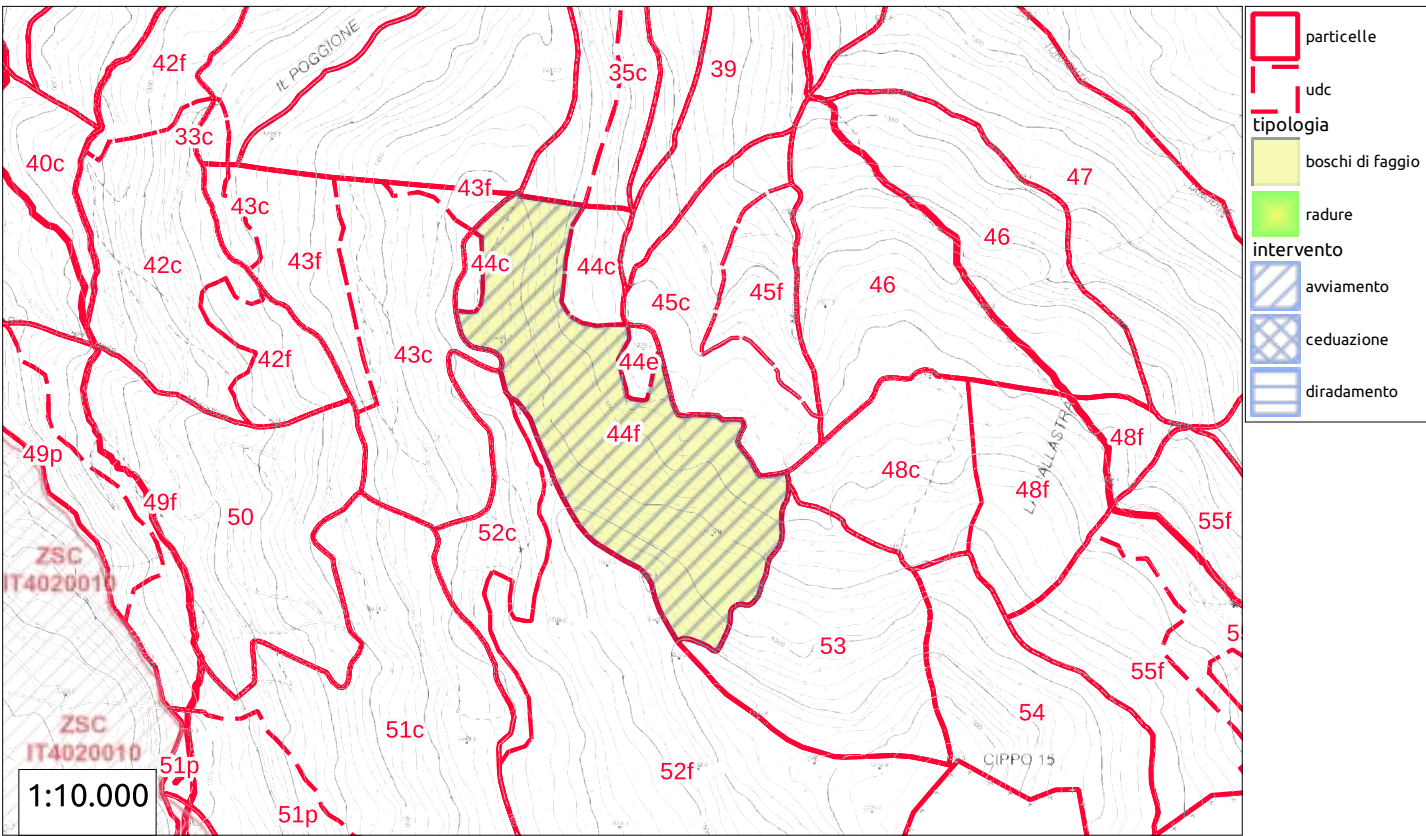 42f
IL POGGIONE
35c
39
33c
40c
47
43f
43c
46
42c
43f
44c
44c
45c
45f
46
42f
43c
44e
44f
49p
49f
50
48c
48f
48f
LA VALLASTRA
55f
52c
ZSC
IT4020010
53
55f
ZSC
IT4020010
51c
54
52f
CIPPO 15
51p
51p
1:10.000
particelle
udc
tipologia
boschi di faggio
radure
intervento
avviamento
ceduazione
diradamento